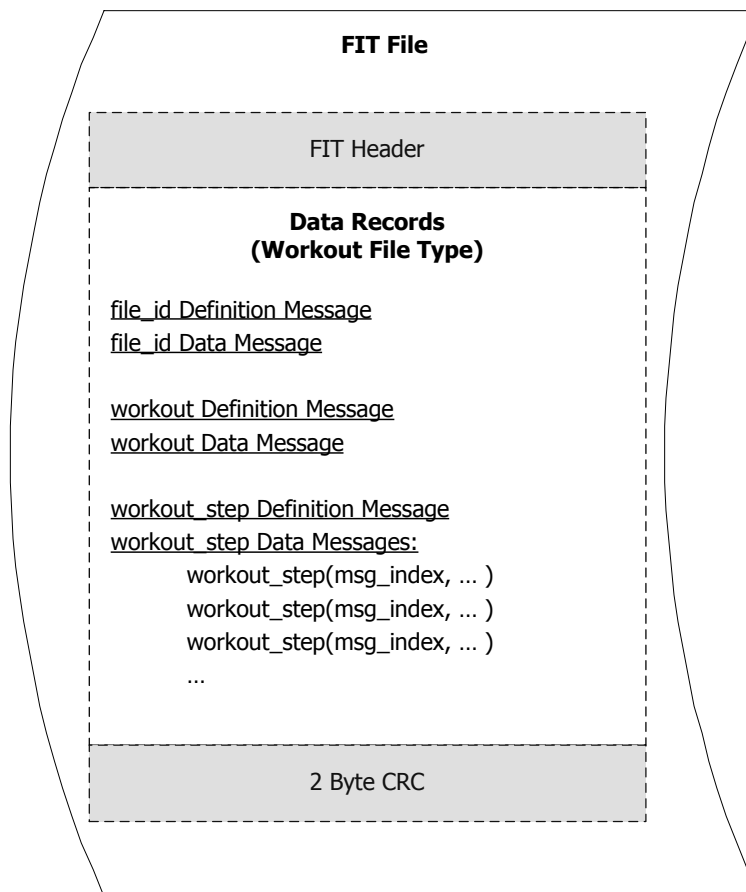 FIT File
FIT Header
Data Records
(Workout File Type)
file_id Definition Message
file_id Data Message
workout Definition Message
workout Data Message
workout_step Definition Message
workout_step Data Messages:
workout_step(msg_index, … )
workout_step(msg_index, … )
workout_step(msg_index, … )
…
2 Byte CRC